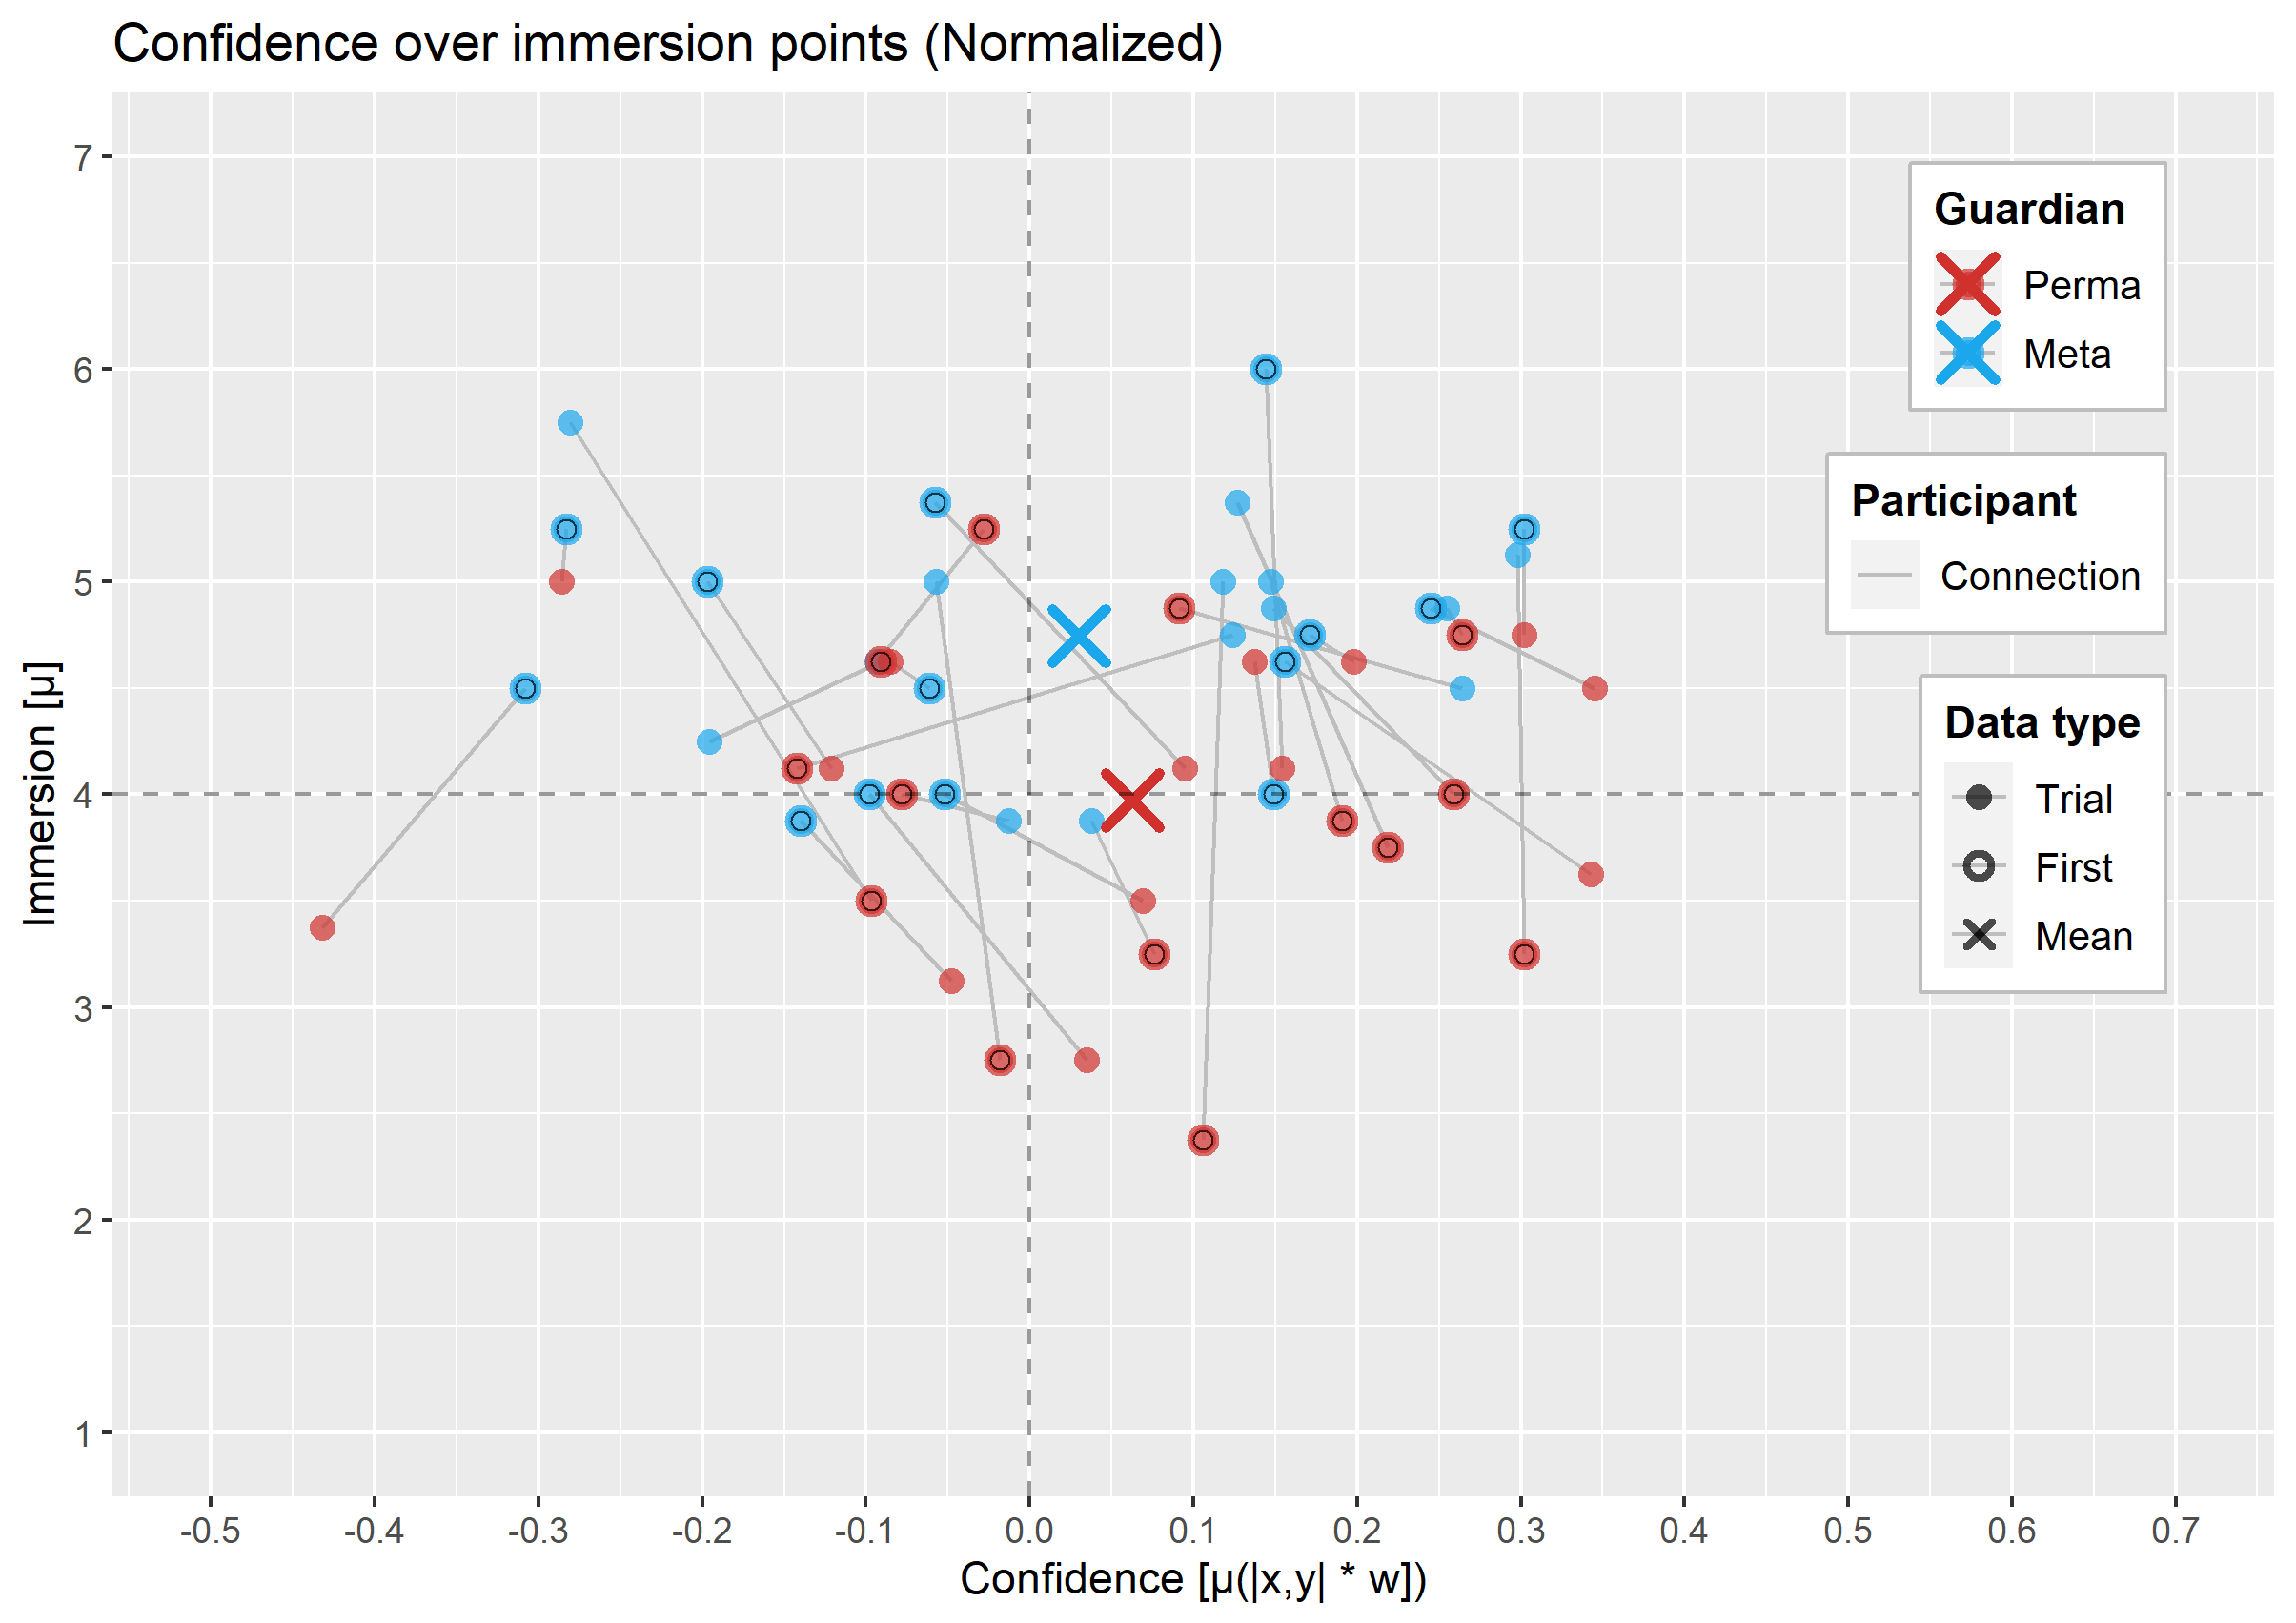 Confidence over immersion points (Normalized)
7
6
5
4
3
2
1
Immersion [µ]
-0.5 -0.4 -0.3 -0.2 -0.1 0.0 0.1 0.2 0.3 0.4 0.5 0.6 0.7
Confidence [µ(|x,y| * w])
Guardian
Perma
Meta
Participant
Connection
Data type
Trial
First
Mean